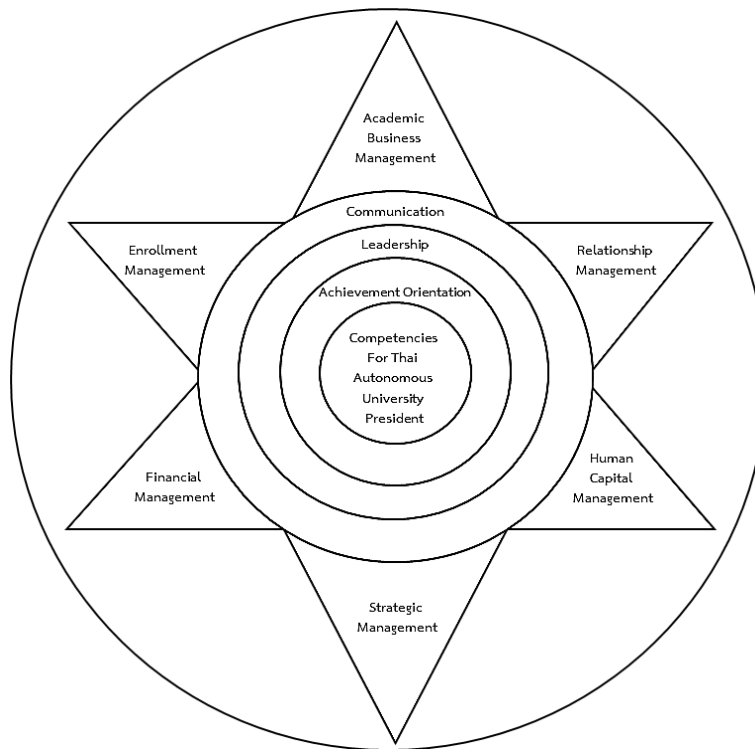 Academic
Business
Management
Communication
Enrollment
Management
Leadership
Relationship
Management
Achievement Orientation
Competencies
For Thai
Autonomous
University
President
Financial
Management
Human
Capital
Management
Strategic
Management